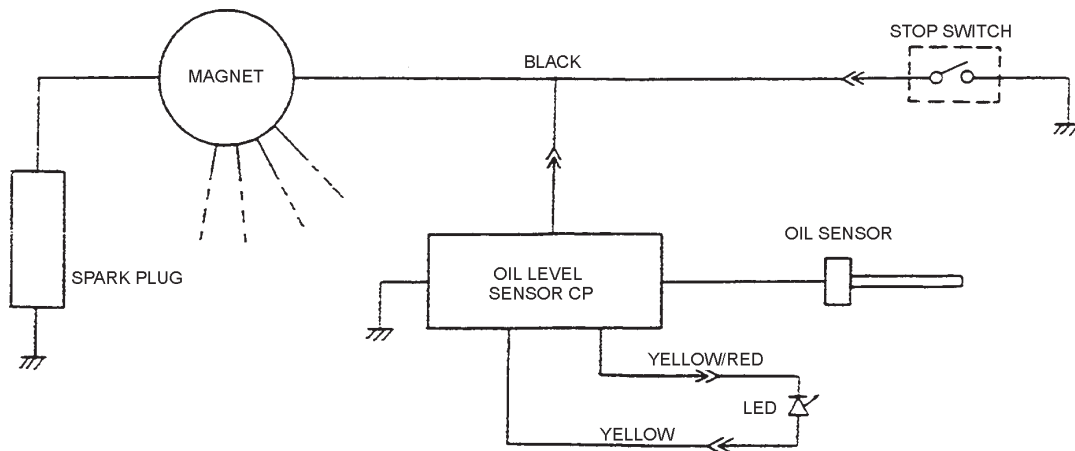 STOP SWITCH
MAGNET
BLACK
OIL SENSOR
SPARK PLUG
OIL LEVEL
SENSOR CP
YELLOW/RED
LED
YELLOW